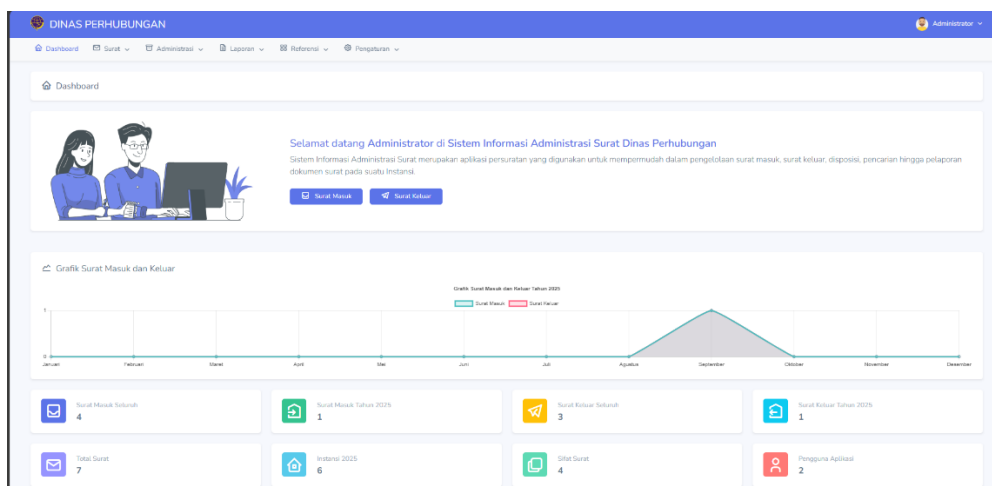 DINAS PERHUBUNGAN
Administrator
Dashboard Surat Administrasi Laporan Referensi Pengaturan
Dashboard
Selamat datang Administrator di Sistem Informasi Administrasi Surat Dinas Perhubungan
Sistem Informasi Administrasi Surat merupakan aplikasi persuratan yang digunakan untuk mempermudah dalam pengelolaan surat masuk, surat keluar, disposisi, pencarian hingga pelaporan
dokumen surat pada suatu Instansi.
Surat Masuk Surat Keluar
Grafik Surat Masuk dan Keluar
Grafik Surat Masuk dan Keluar Tahun 2025
Surat Masuk Surat Keluar
1
0
Januari Februari Maret April Mei Juni Juli Agustus September Oktober November Desember
Surat Masuk Seluruh
4
Surat Masuk Tahun 2025
1
Surat Keluar Seluruh
3
Surat Keluar Tahun 2025
1
Total Surat
7
Instansi 2025
6
Sifat Surat
4
Pengguna Aplikasi
2